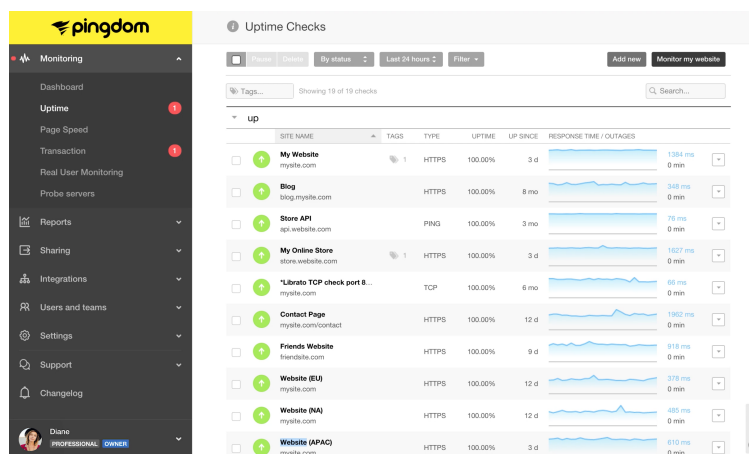 pingdom
Uptime Checks
Monitoring
Pause Delete By status Last 24 hours Filter Add new Monitor my website
Dashboard
Tags... Showing 19 of 19 checks Search...
Uptime 1
Page Speed
Transaction 1
Real User Monitoring
Probe servers
Reports
Sharing
Integrations
Users and teams
Settings
Support
Changelog
Diane
PROFESSIONAL OWNER
up
SITE NAME TAGS TYPE UPTIME UP SINCE RESPONSE TIME / OUTAGES
My Website
mysite.com 1 HTTPS 100.00% 3 d 1384 ms
0 min
Blog
blog.mysite.com HTTPS 100.00% 8 mo 348 ms
0 min
Store API
api.website.com PING 100.00% 3 mo 76 ms
0 min
My Online Store
store.website.com 1 HTTPS 100.00% 3 d 1627 ms
0 min
*Librato TCP check port 8...
mysite.com TCP 100.00% 6 mo 66 ms
0 min
Contact Page
mysite.com/contact HTTPS 100.00% 12 d 1962 ms
0 min
Friends Website
friendsite.com HTTPS 100.00% 9 d 918 ms
0 min
Website (EU)
mysite.com HTTPS 100.00% 12 d 378 ms
0 min
Website (NA)
mysite.com HTTPS 100.00% 12 d 485 ms
0 min
Website (APAC)
mysite.com HTTPS 100.00% 3 d 610 ms
0 min